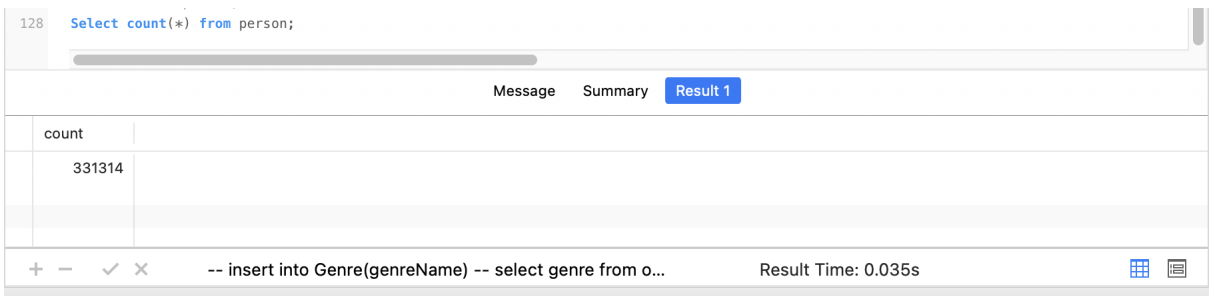 128 Select count(*) from person;
Message Summary Result 1
count
331314
-- insert into Genre(genreName) -- select genre from o... Result Time: 0.035s